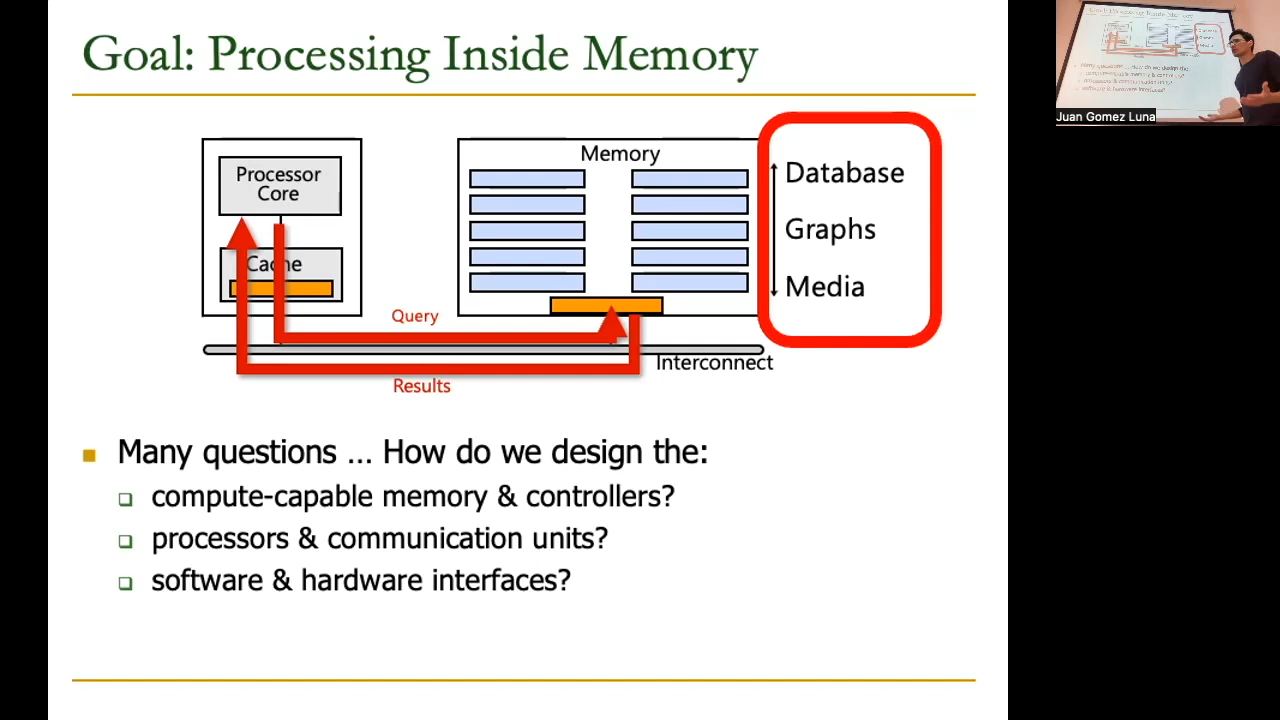 Goal: Processing Inside Memory
Processor
Core
Cache
Memory
Database
Graphs
Media
Query
Interconnect
Results
Many questions ... How do we design the:
compute-capable memory & controllers?
processors & communication units?
software & hardware interfaces?
Juan Gomez Luna